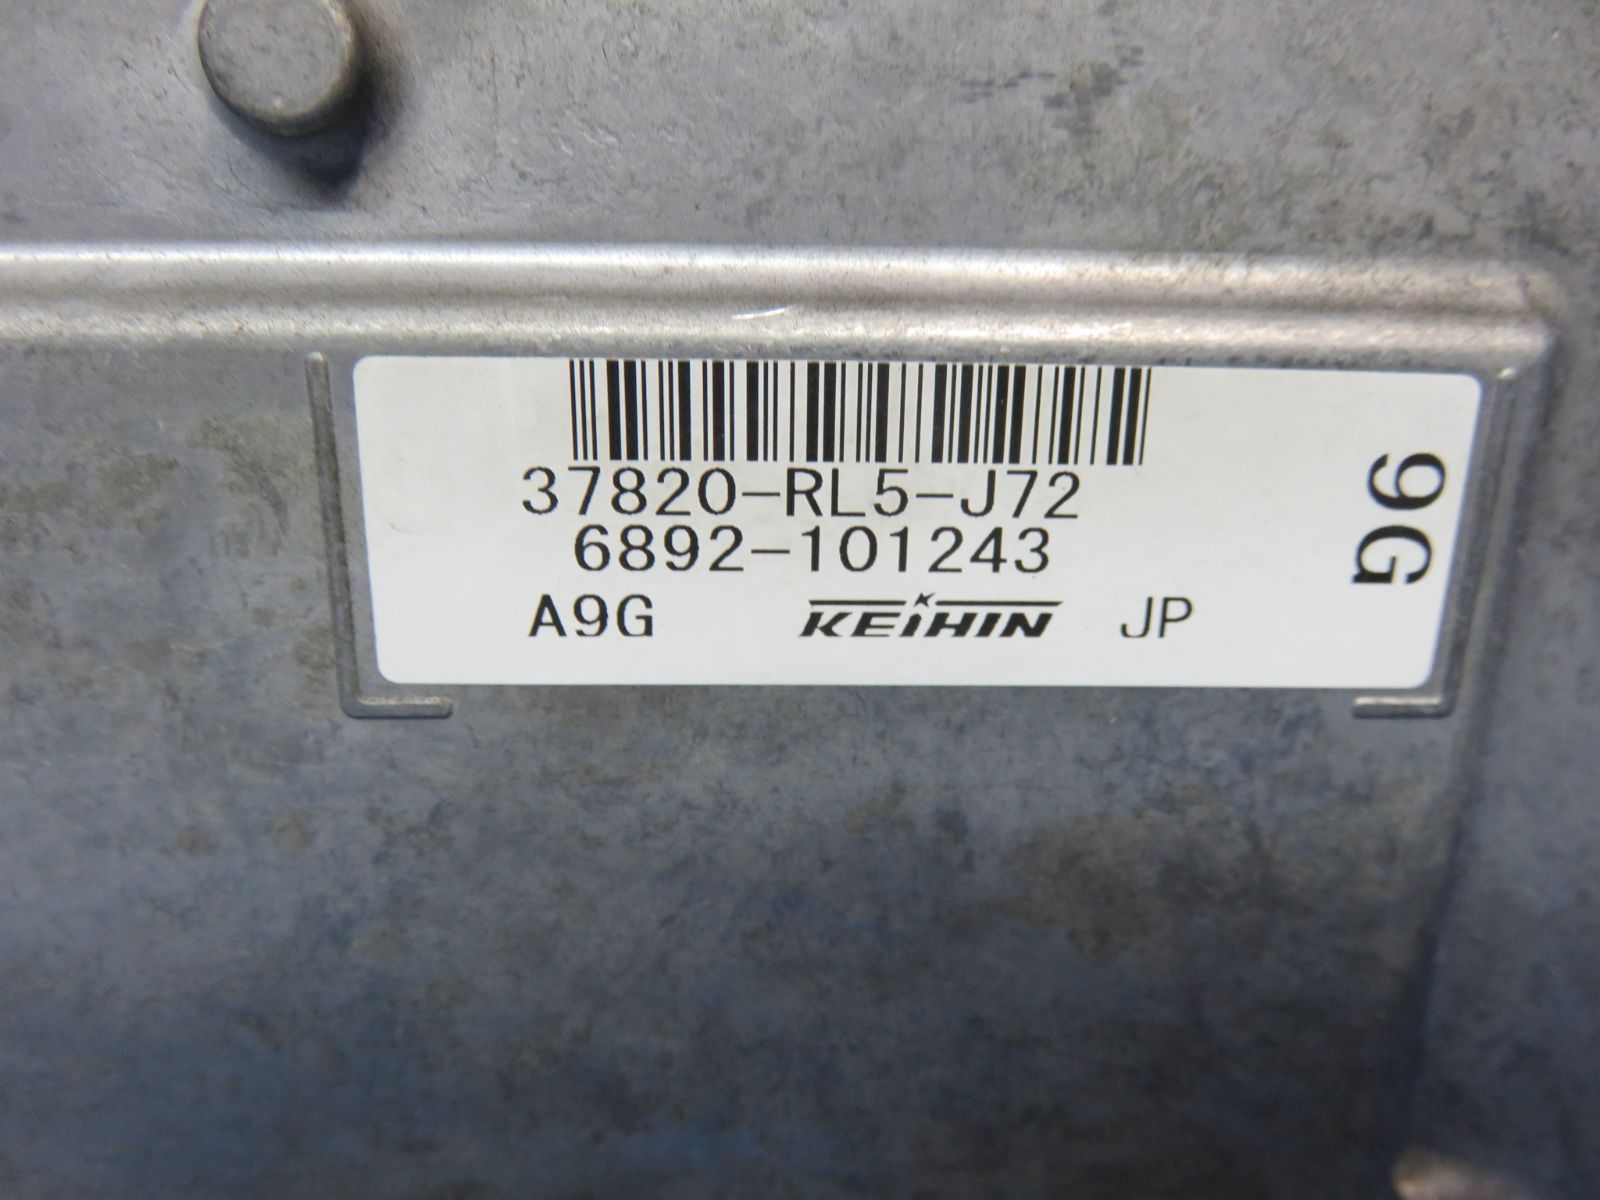 37820-RL5-J72
6892-101243
A9G KEIHIN JP
9G